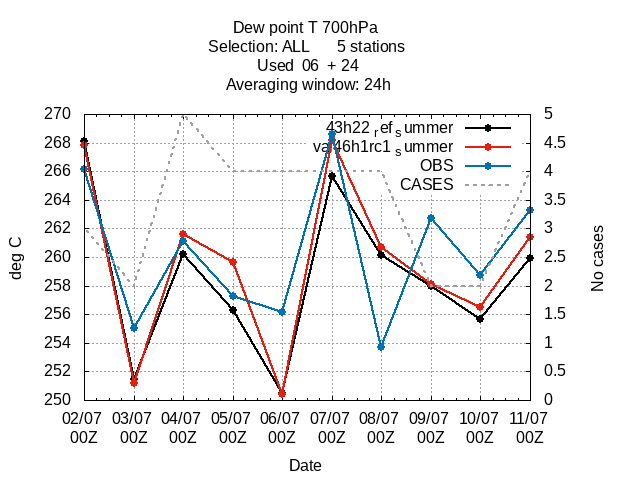 Dew point T 700hPa
Selection: ALL      5 stations
Used  06  + 24
Averaging window: 24h
270 5
43h22 refsummer
268 4.5
va46h1rc1 summer
266 OBS 4
264 CASES 3.5
262 3
260 2.5
258 2
256 1.5
254 1
252 0.5
250 0
deg C
No cases
02/07 03/07 04/07 05/07 06/07 07/07 08/07 09/07 10/07 11/07
00Z 00Z 00Z 00Z 00Z 00Z 00Z 00Z 00Z 00Z
Date